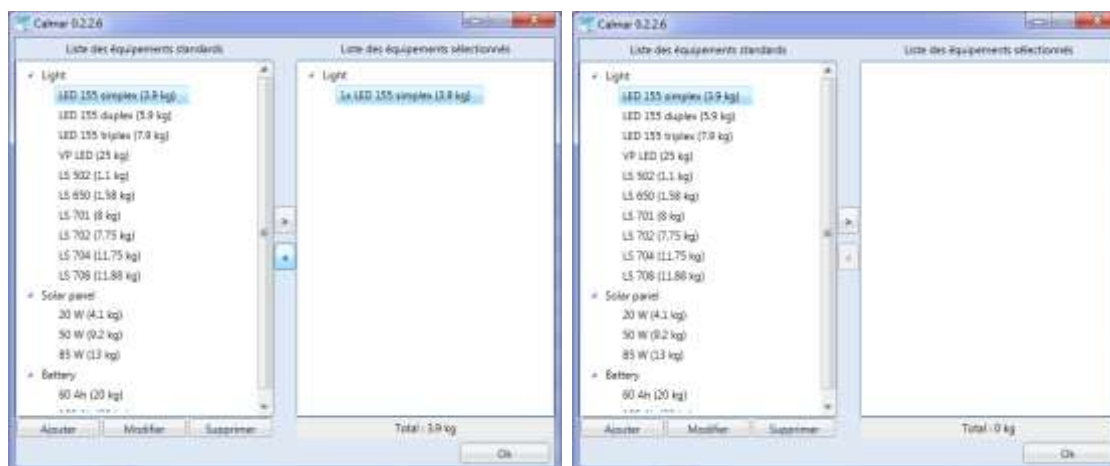 Calmar 0.2.2.6
Liste des équipements standards
Light
LED 155 simplex (3.9 kg)
LED 155 duplex (5.9 kg)
LED 155 triplex (7.9 kg)
VP LED (25 kg)
LS 502 (1.1 kg)
LS 650 (1.58 kg)
LS 701 (8 kg)
LS 702 (7.75 kg)
LS 704 (11.75 kg)
LS 708 (11.88 kg)
Solar panel
20 W (4.1 kg)
50 W (9.2 kg)
85 W (13 kg)
Battery
60 Ah (20 kg)
Ajouter Modifier Supprimer
Liste des équipements sélectionnés
Light
1x LED 155 simplex (3.9 kg)
Total : 3.9 kg
Ok
Calmar 0.2.2.6
Liste des équipements standards
Light
LED 155 simplex (3.9 kg)
LED 155 duplex (5.9 kg)
LED 155 triplex (7.9 kg)
VP LED (25 kg)
LS 502 (1.1 kg)
LS 650 (1.58 kg)
LS 701 (8 kg)
LS 702 (7.75 kg)
LS 704 (11.75 kg)
LS 708 (11.88 kg)
Solar panel
20 W (4.1 kg)
50 W (9.2 kg)
85 W (13 kg)
Battery
60 Ah (20 kg)
Ajouter Modifier Supprimer
Liste des équipements sélectionnés
Total : 0 kg
Ok